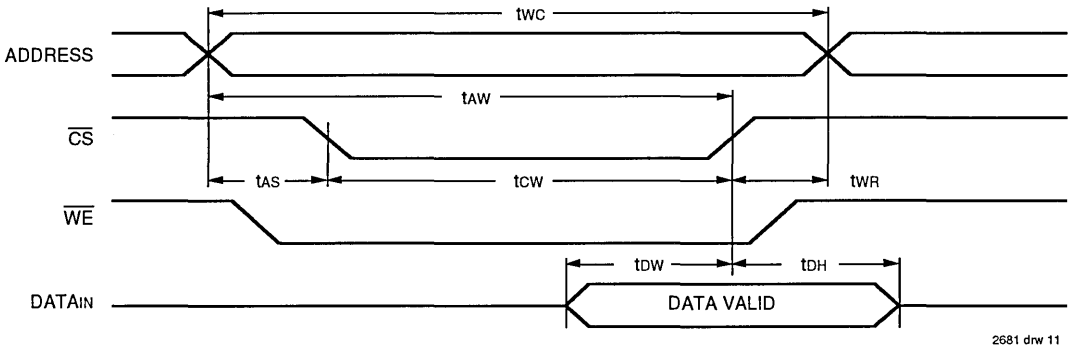 tWC
ADDRESS
tAW
CS
tAS
tCW
tWR
WE
tDW
tDH
DATAIN
DATA VALID
2681 drw 11